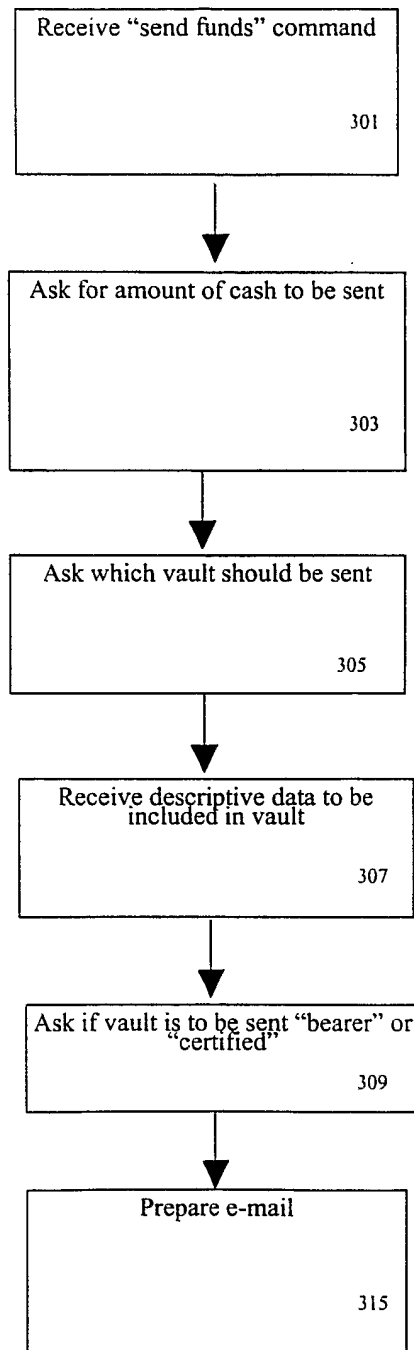 Receive “send funds” command
301
Ask for amount of cash to be sent
303
Ask which vault should be sent
305
Receive descriptive data to be
included in vault
307
Ask if vault is to be sent “bearer” or
“certified”
309
Prepare e-mail
315